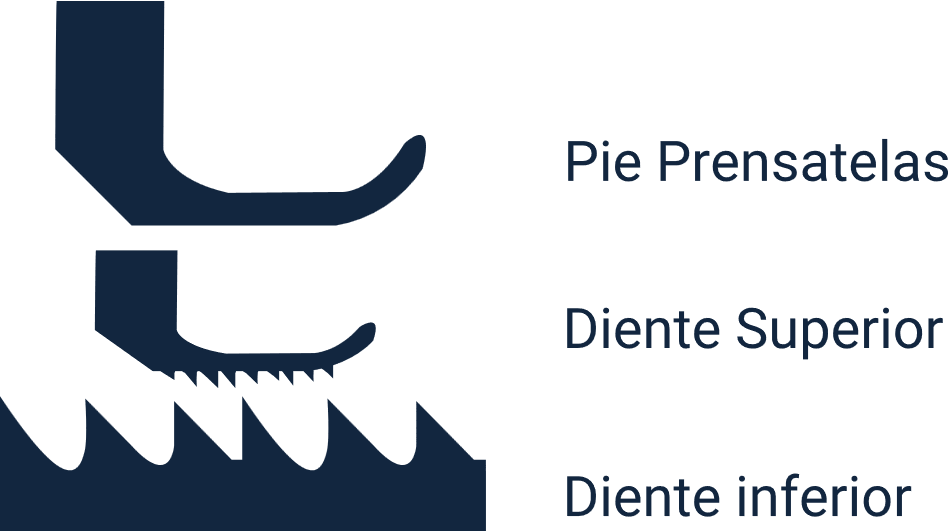 Pie Prensatelas
Diente Superior
Diente inferior